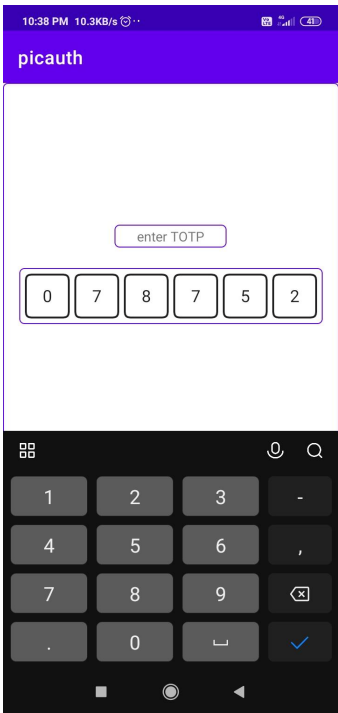 10:38 PM 10.3KB/s
4G 41
picauth
enter TOTP
0 7 8 7 5 2
1 2 3 -
4 5 6 ,
7 8 9
. 0